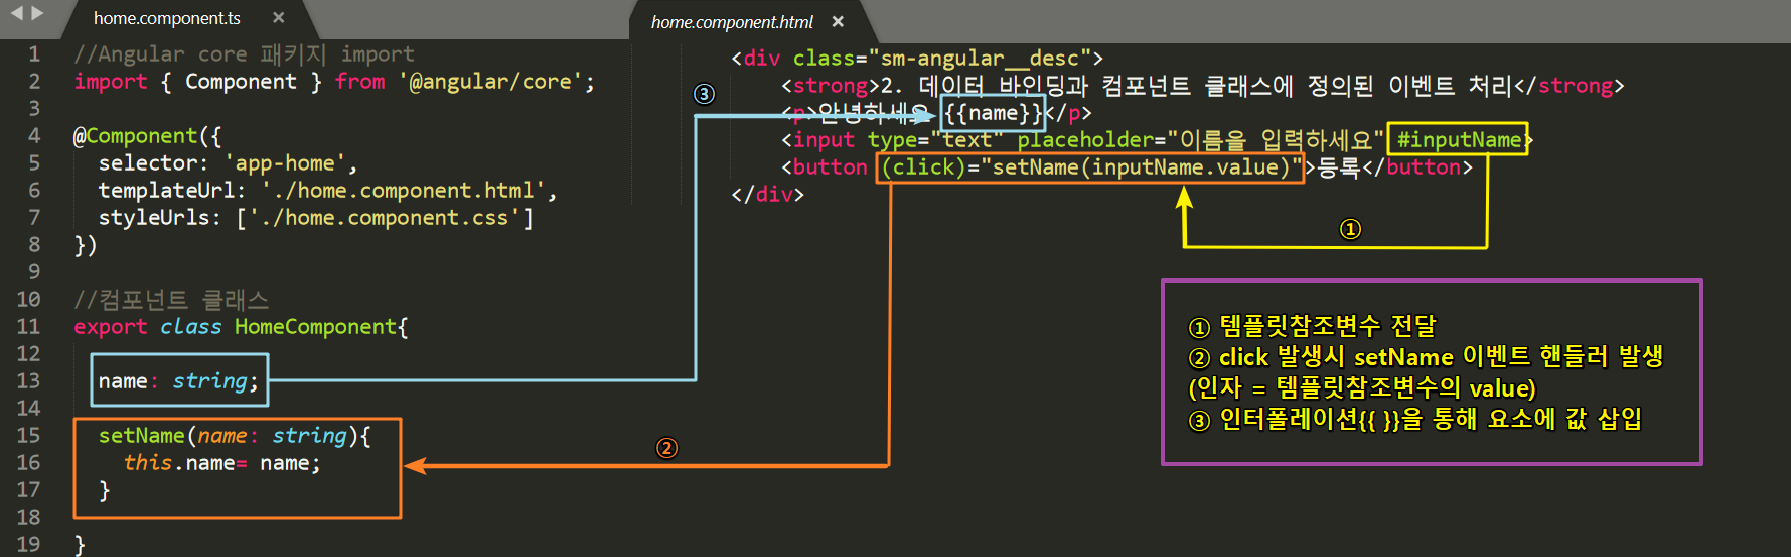 home.component.ts ×
1 //Angular core 패키지 import
2 import { Component } from '@angular/core';
3
4 @Component({
5 selector: 'app-home',
6 templateUrl: './home.component.html',
7 styleUrls: ['./home.component.css']
8 })
9
10 //컴포넌트 클래스
11 export class HomeComponent{
12
13 name: string;
14
15 setName(name: string){
16 this.name= name;
17 }
18
19 }
home.component.html ×
<div class="sm-angular__desc">
<strong>2. 데이터 바인딩과 컴포넌트 클래스에 정의된 이벤트 처리</strong>
<p>안녕하세요 {{name}}</p>
<input type="text" placeholder="이름을 입력하세요" #inputName>
<button (click)="setName(inputName.value)">등록</button>
</div>
③
①
②
① 템플릿참조변수 전달
② click 발생시 setName 이벤트 핸들러 발생
(인자 = 템플릿참조변수의 value)
③ 인터폴레이션{{ }}을 통해 요소에 값 삽입